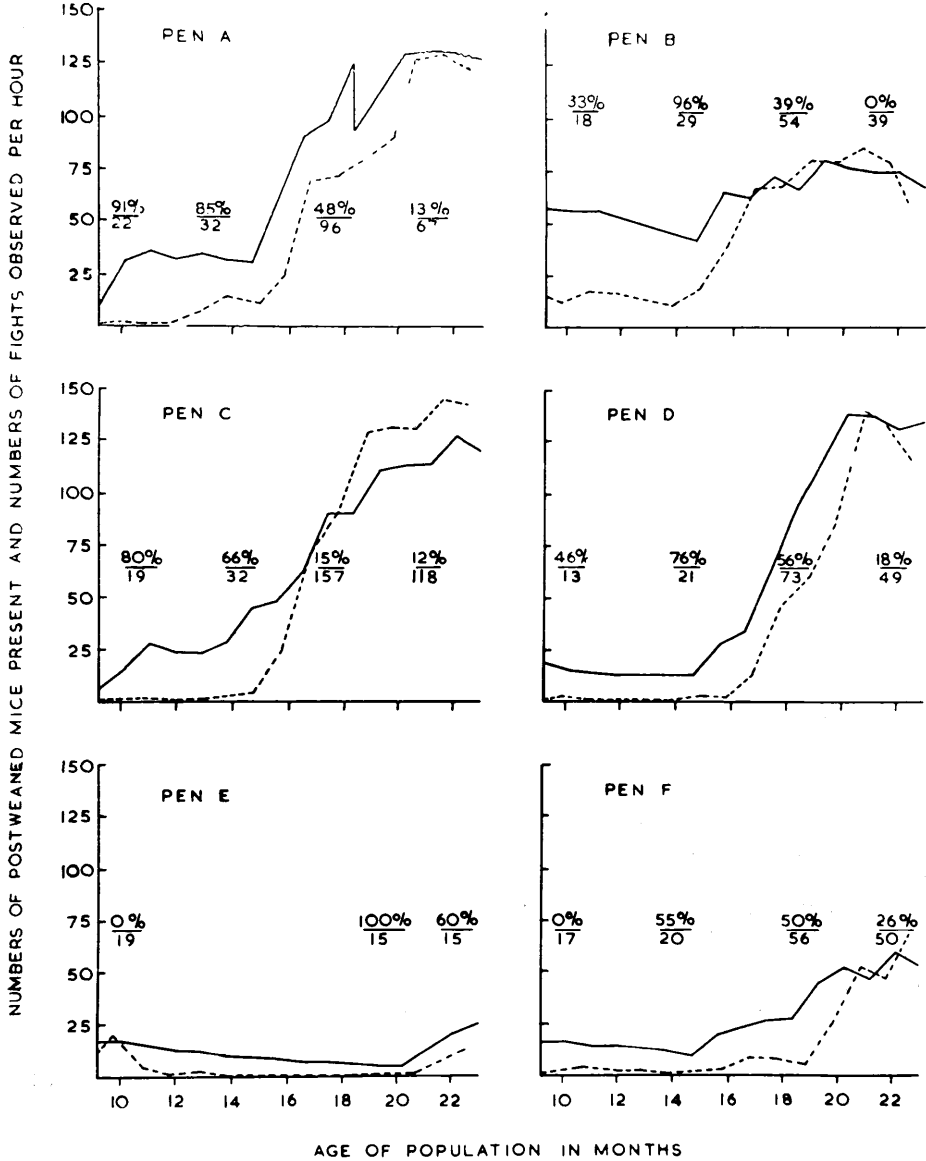 NUMBERS OF POSTWEANED MICE PRESENT AND NUMBERS OF FIGHTS OBSERVED PER HOUR
PEN A
150
125
100
75
50
25
91% 85% 48% 13%
22 32 96
PEN B
33% 96% 39% 0%
18 29 54 39
PEN C
150
125
100
75
50
25
80% 66% 15% 12%
19 32 157 118
PEN D
46% 76% 56% 18%
13 21 73 49
PEN E
150
125
100
75
50
25
0% 100% 60%
19 15 15
10 12 14 16 18 20 22
PEN F
0% 55% 50% 26%
17 20 56 50
10 12 14 16 18 20 22
AGE OF POPULATION IN MONTHS